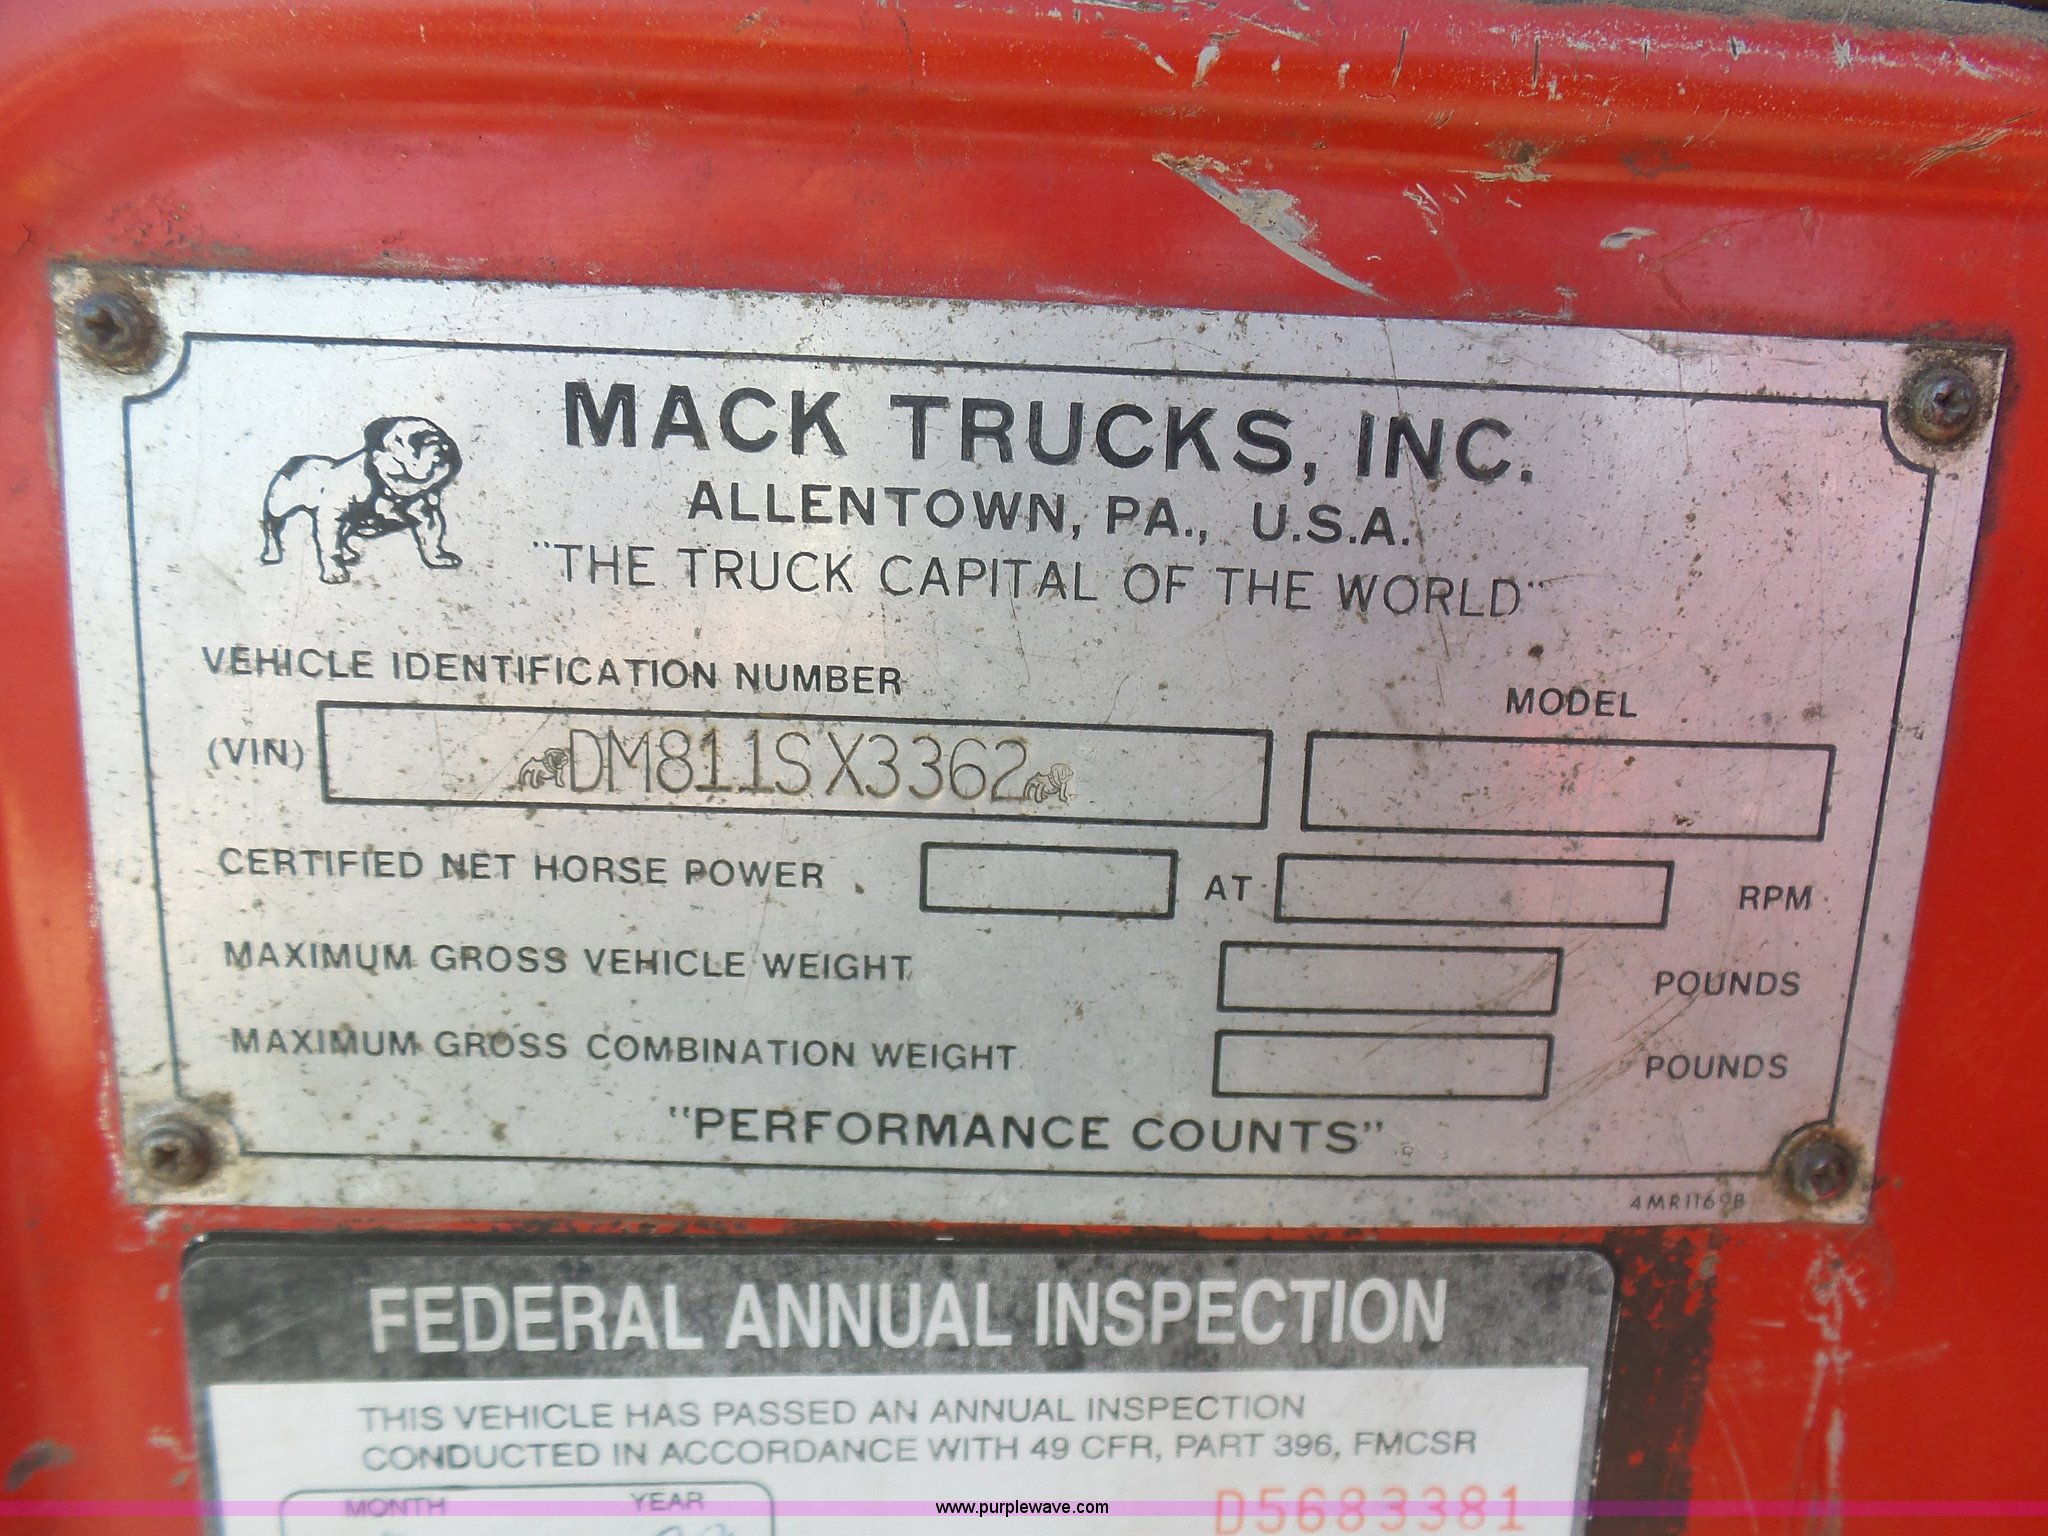 MACK TRUCKS, INC.
ALLENTOWN, PA., U.S.A.
"THE TRUCK CAPITAL OF THE WORLD"
VEHICLE IDENTIFICATION NUMBER
MODEL
(VIN) DM811SX3362
CERTIFIED NET HORSE POWER AT RPM
MAXIMUM GROSS VEHICLE WEIGHT POUNDS
MAXIMUM GROSS COMBINATION WEIGHT POUNDS
"PERFORMANCE COUNTS"
4MR1169B
FEDERAL ANNUAL INSPECTION
THIS VEHICLE HAS PASSED AN ANNUAL INSPECTION
CONDUCTED IN ACCORDANCE WITH 49 CFR, PART 396, FMCSR
MONTH YEAR D5683381
www.purplewave.com